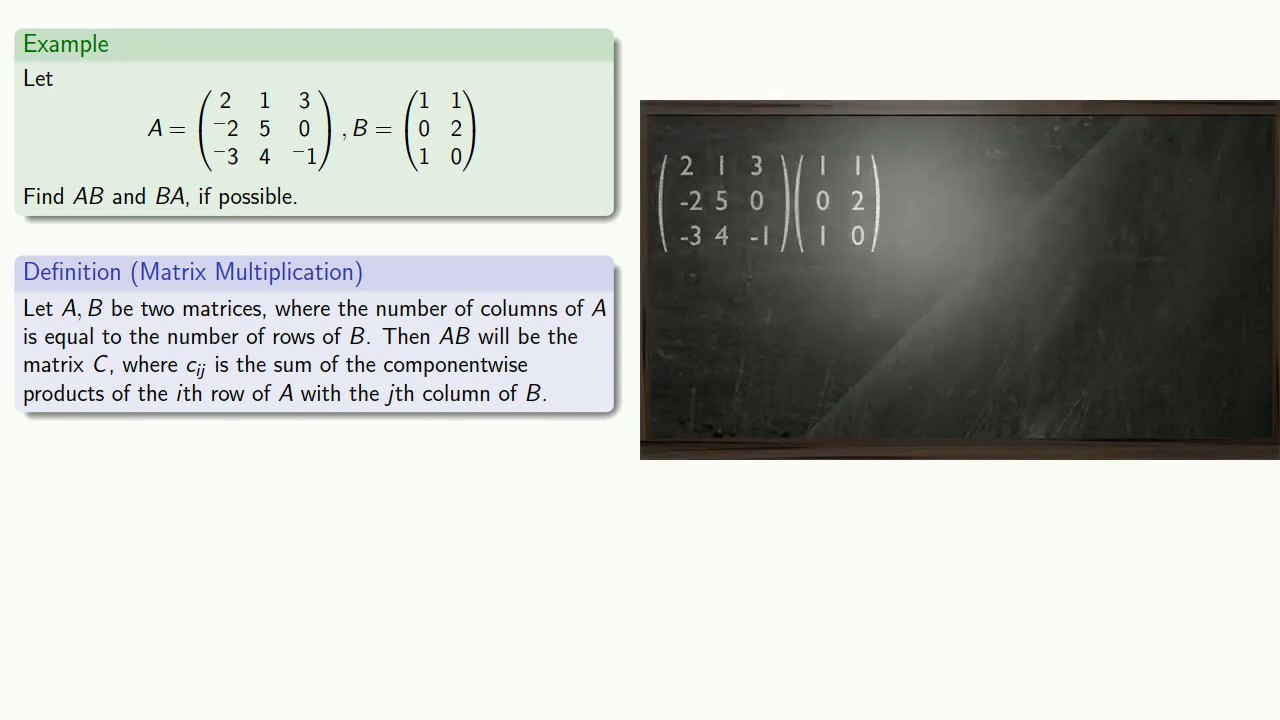 Example
Let
A = ( 2 1 3 ) , B = ( 1 1 )
( ⁻2 5 0 ) ( 0 2 )
( ⁻3 4 ⁻1 ) ( 1 0 )
Find AB and BA, if possible.
Definition (Matrix Multiplication)
Let A, B be two matrices, where the number of columns of A
is equal to the number of rows of B. Then AB will be the
matrix C, where cᵢⱼ is the sum of the componentwise
products of the ith row of A with the jth column of B.
( 2 1 3 ) ( 1 1 )
( -2 5 0 ) ( 0 2 )
( -3 4 -1 ) ( 1 0 )